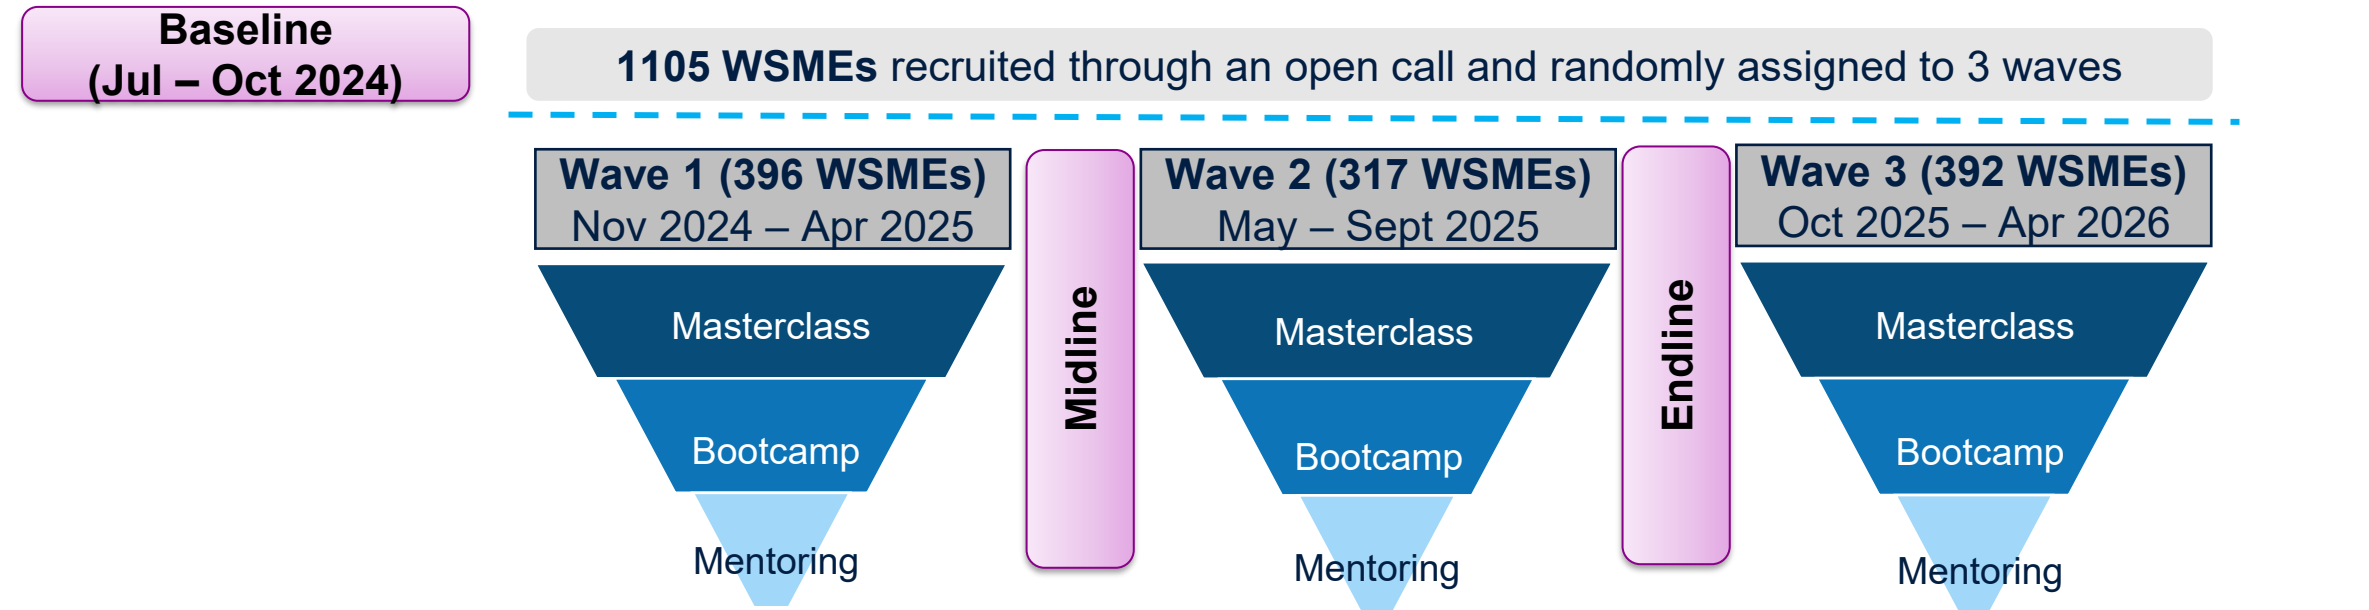 Baseline
(Jul – Oct 2024)
1105 WSMEs recruited through an open call and randomly assigned to 3 waves
Wave 1 (396 WSMEs)
Nov 2024 – Apr 2025
Masterclass
Bootcamp
Mentoring
Midline
Wave 2 (317 WSMEs)
May – Sept 2025
Masterclass
Bootcamp
Mentoring
Endline
Wave 3 (392 WSMEs)
Oct 2025 – Apr 2026
Masterclass
Bootcamp
Mentoring